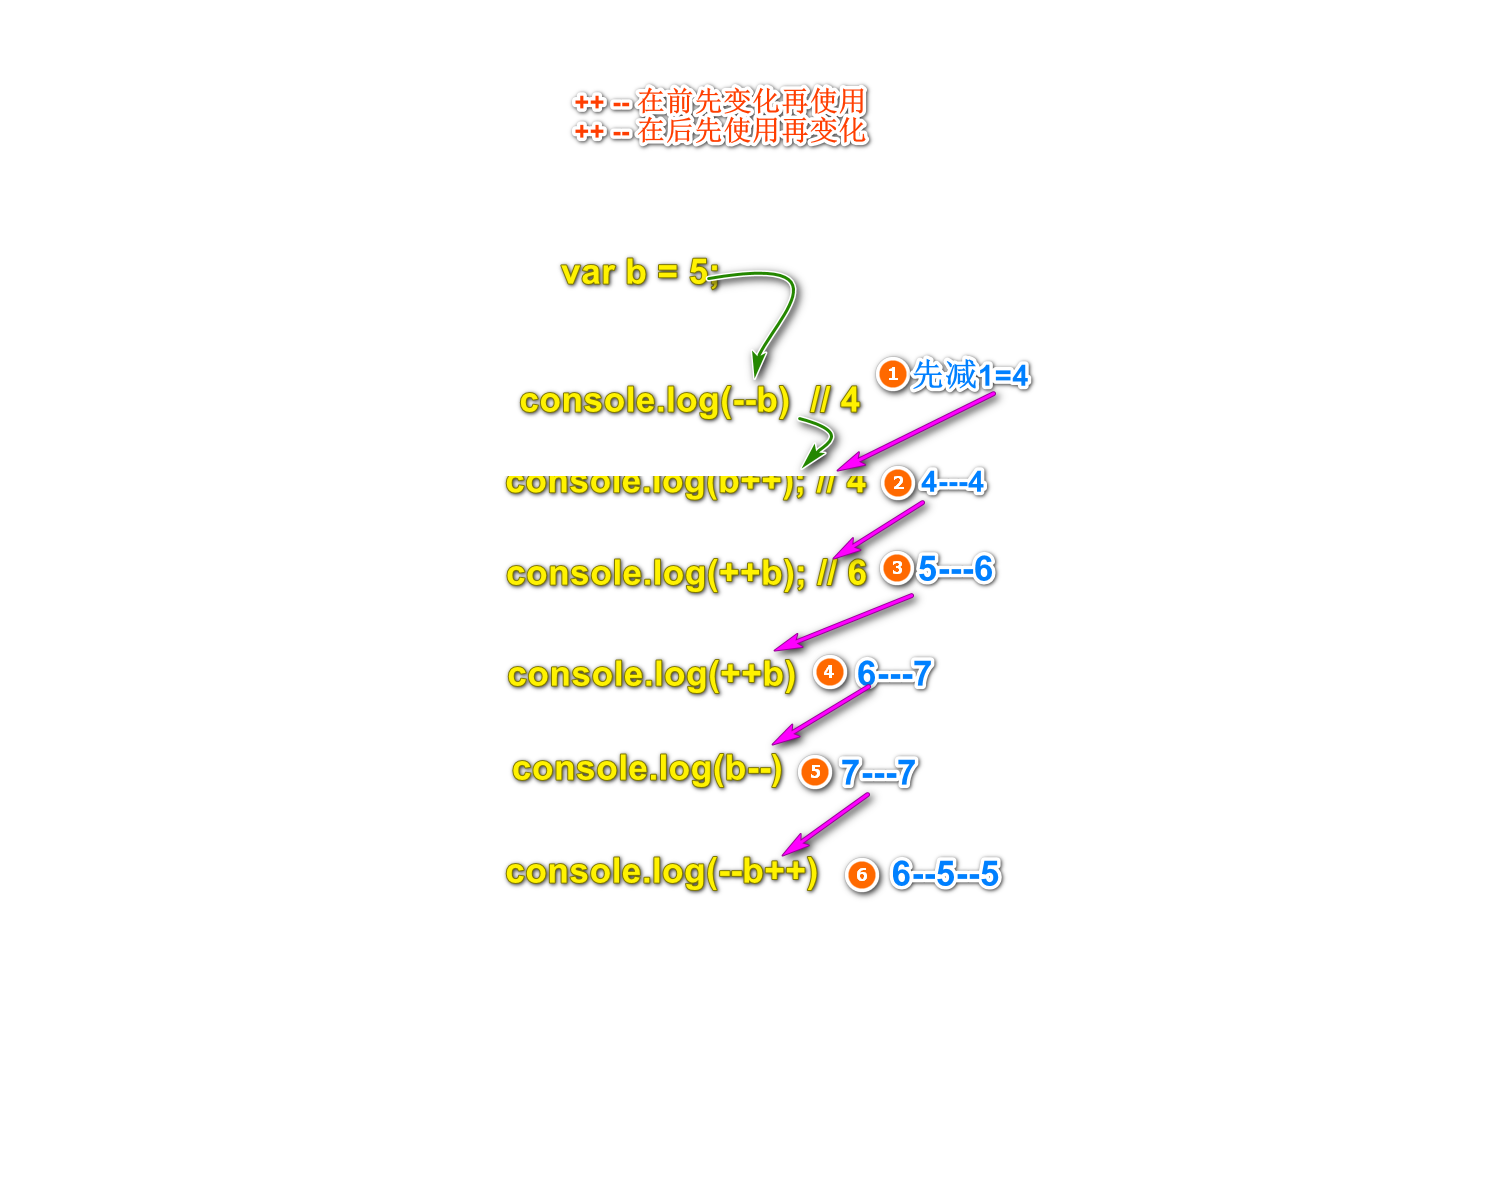 ++ -- 在前先变化再使用
++ -- 在后先使用再变化
var b = 5;
console.log(--b) // 4
1 先减1=4
console.log(b++); // 4
2 4---4
console.log(++b); // 6
3 5---6
console.log(++b)
4 6---7
console.log(b--)
5 7---7
console.log(--b++)
6 6--5--5